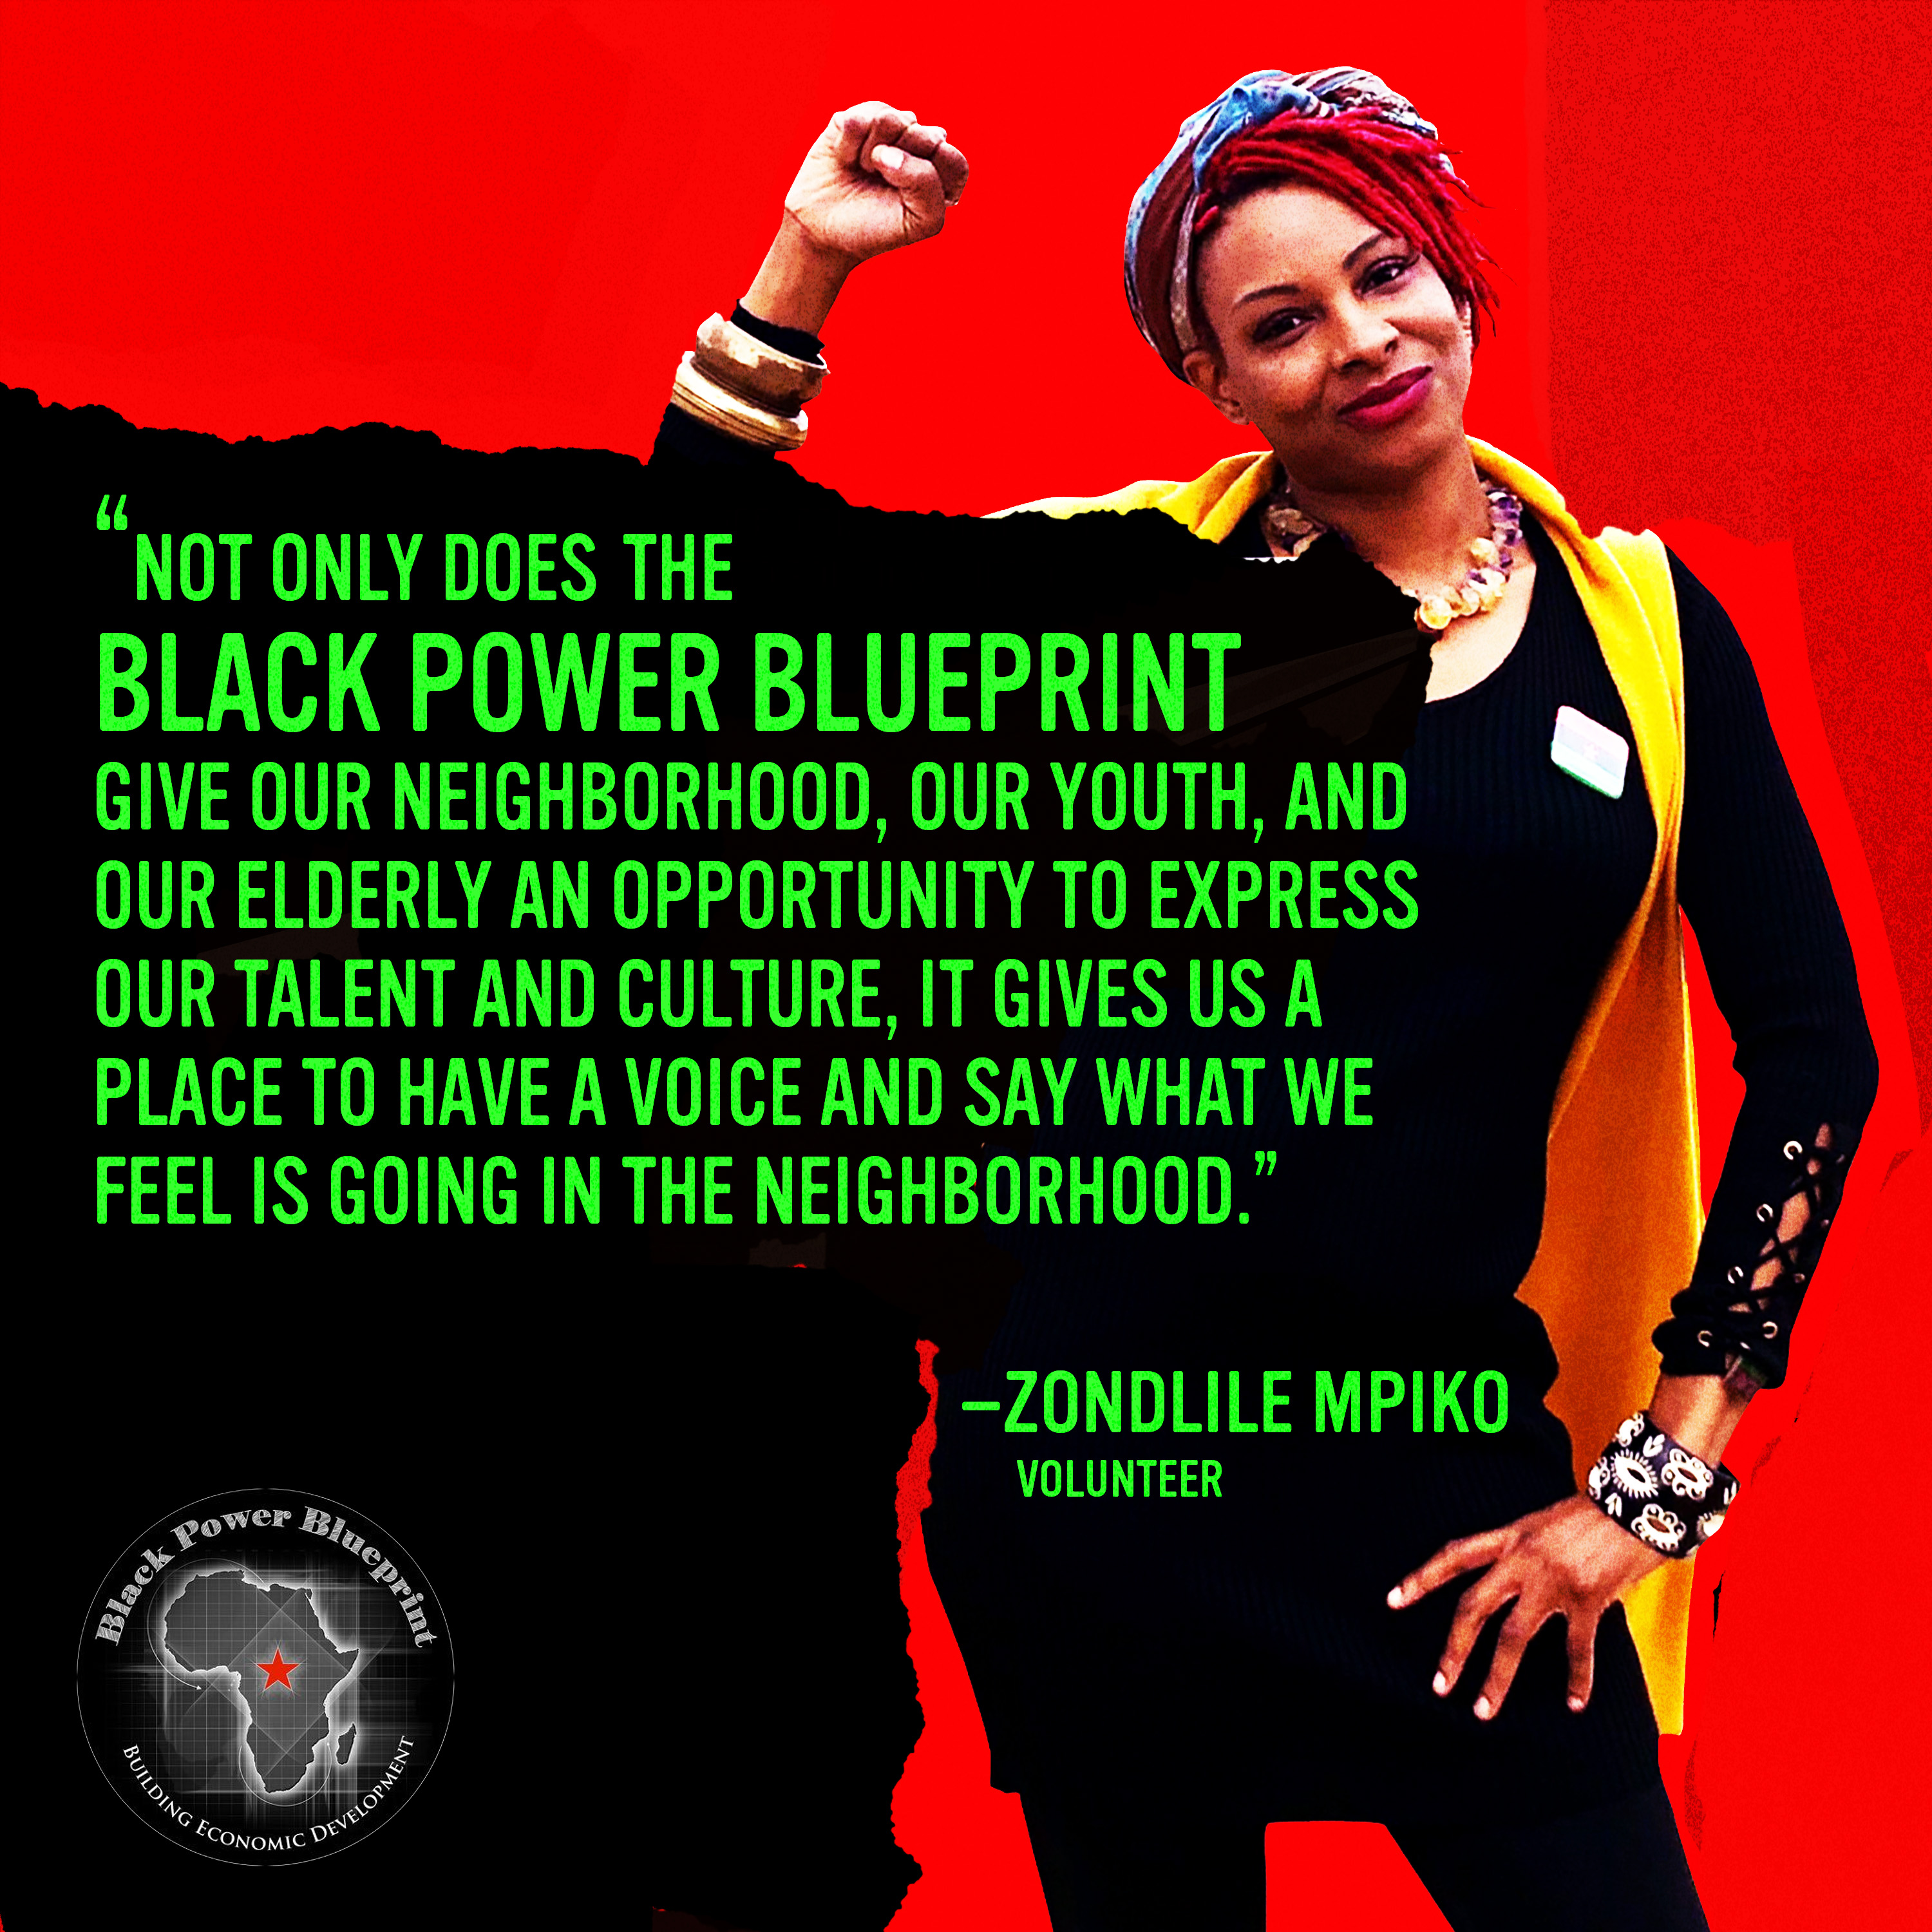 “NOT ONLY DOES THE
BLACK POWER BLUEPRINT
GIVE OUR NEIGHBORHOOD, OUR YOUTH, AND
OUR ELDERLY AN OPPORTUNITY TO EXPRESS
OUR TALENT AND CULTURE, IT GIVES US A
PLACE TO HAVE A VOICE AND SAY WHAT WE
FEEL IS GOING IN THE NEIGHBORHOOD.”
–ZONDLILE MPIKO
VOLUNTEER
Black Power Blueprint
BUILDING ECONOMIC DEVELOPMENT